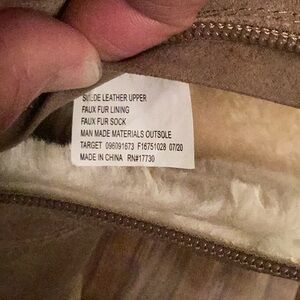 SUEDE LEATHER UPPER
FAUX FUR LINING
FAUX FUR SOCK
MAN MADE MATERIALS OUTSOLE
TARGET 096091673 F16751028 07/20
MADE IN CHINA RN#17730